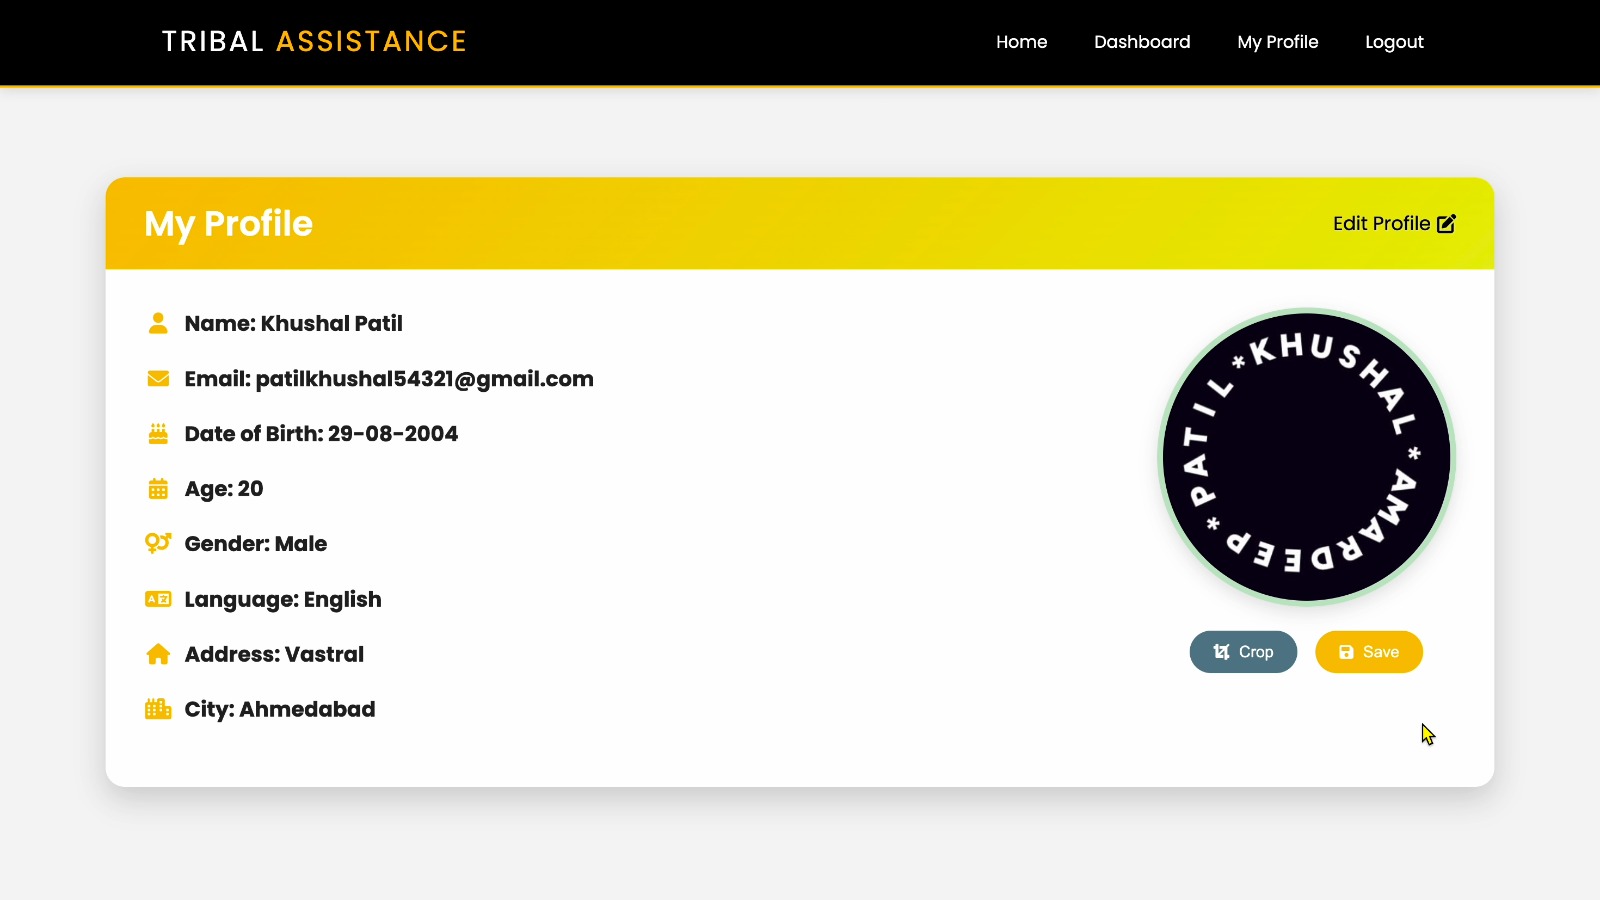 TRIBAL ASSISTANCE
Home Dashboard My Profile Logout
My Profile
Edit Profile
Name: Khushal Patil
Email: patilkhushal54321@gmail.com
Date of Birth: 29-08-2004
Age: 20
Gender: Male
Language: English
Address: Vastral
City: Ahmedabad
*KHUSHAL * AMARDEEP* PATIL
Crop
Save